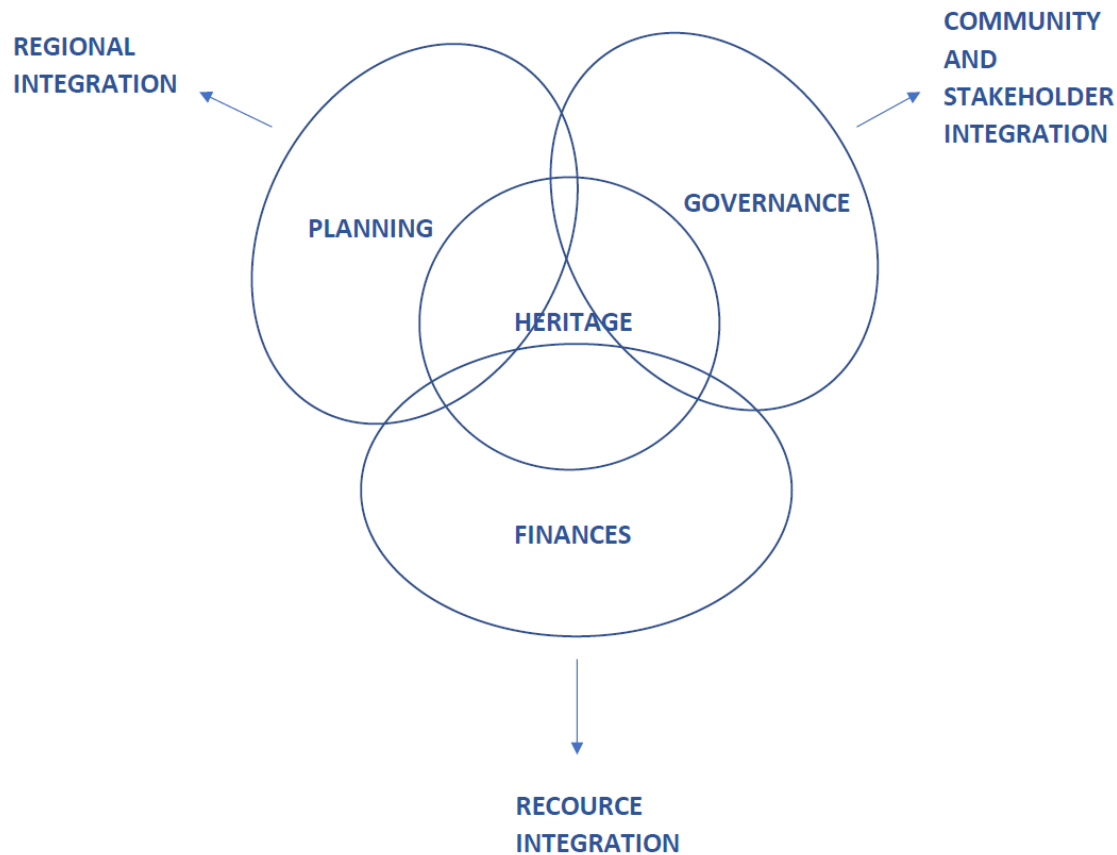 REGIONAL
INTEGRATION
COMMUNITY
AND
STAKEHOLDER
INTEGRATION
PLANNING
GOVERNANCE
HERITAGE
FINANCES
RECOURCE
INTEGRATION